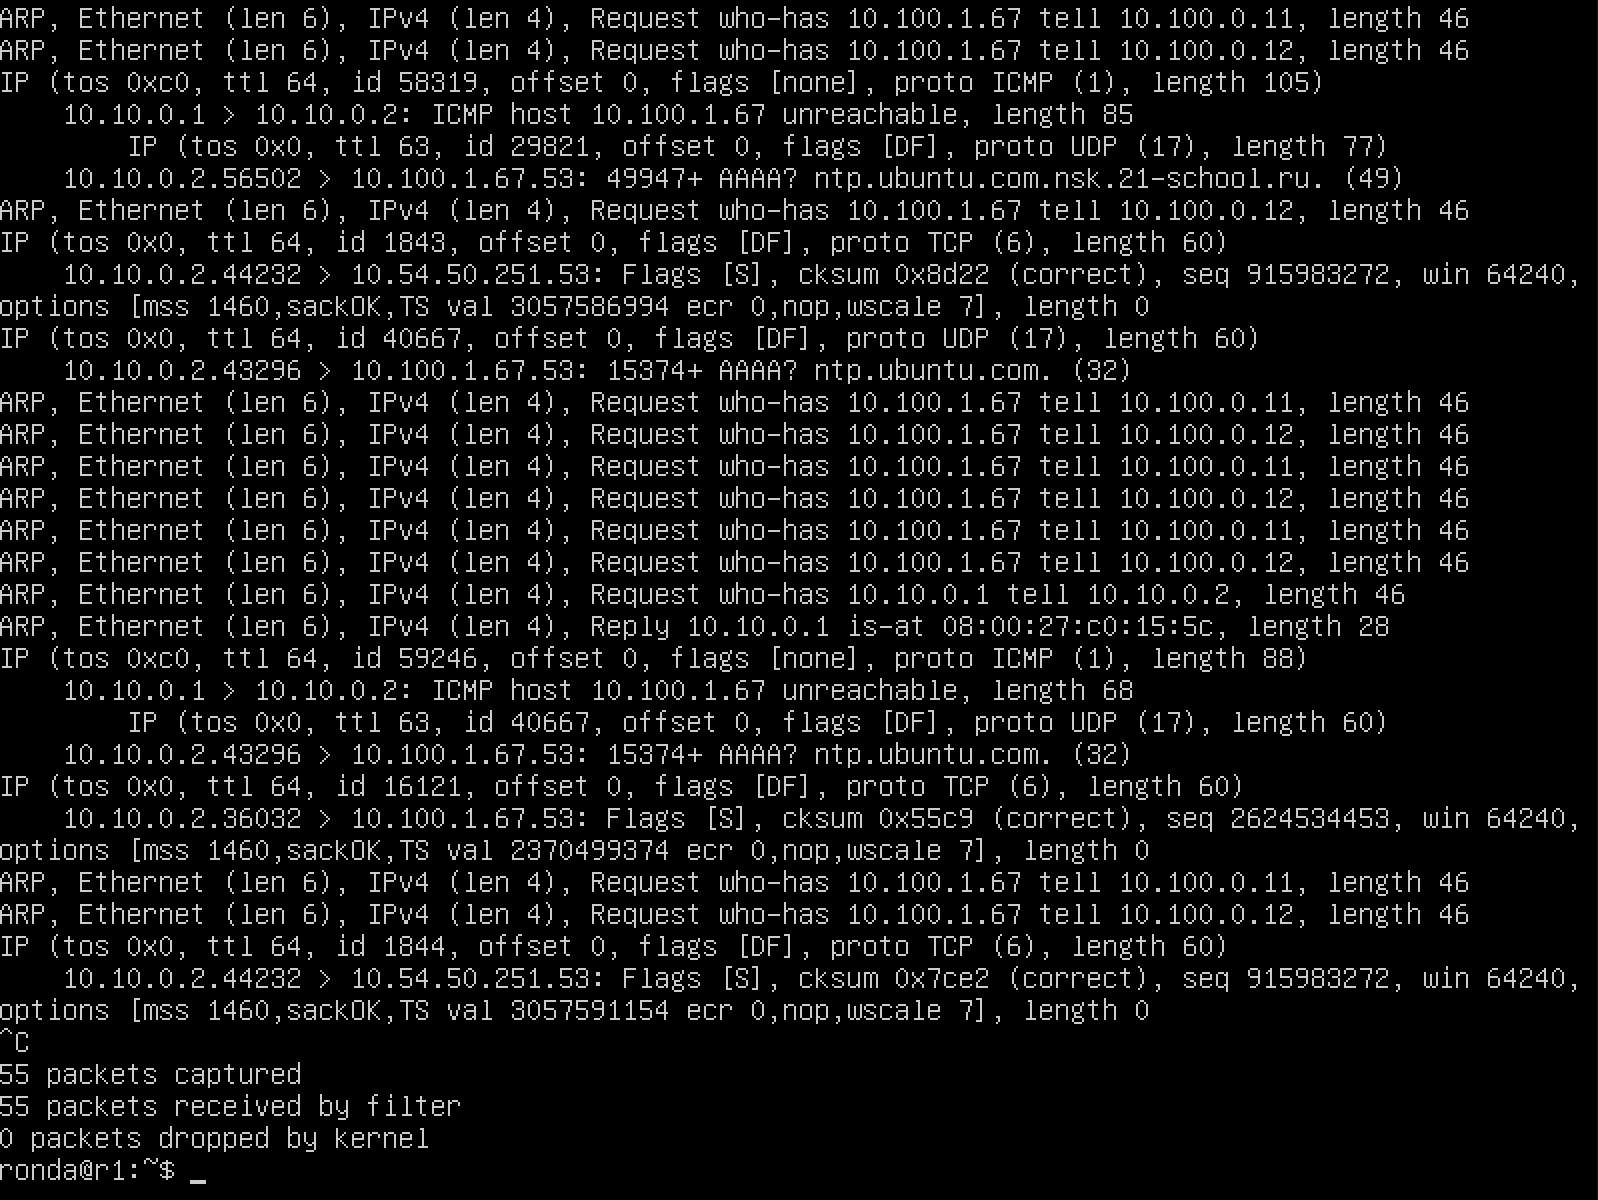 ARP, Ethernet (len 6), IPv4 (len 4), Request who-has 10.100.1.67 tell 10.100.0.11, length 46
ARP, Ethernet (len 6), IPv4 (len 4), Request who-has 10.100.1.67 tell 10.100.0.12, length 46
IP (tos 0xc0, ttl 64, id 58319, offset 0, flags [none], proto ICMP (1), length 105)
    10.10.0.1 > 10.10.0.2: ICMP host 10.100.1.67 unreachable, length 85
        IP (tos 0x0, ttl 63, id 29821, offset 0, flags [DF], proto UDP (17), length 77)
    10.10.0.2.56502 > 10.100.1.67.53: 49947+ AAAA? ntp.ubuntu.com.nsk.21-school.ru. (49)
ARP, Ethernet (len 6), IPv4 (len 4), Request who-has 10.100.1.67 tell 10.100.0.12, length 46
IP (tos 0x0, ttl 64, id 1843, offset 0, flags [DF], proto TCP (6), length 60)
    10.10.0.2.44232 > 10.54.50.251.53: Flags [S], cksum 0x8d22 (correct), seq 915983272, win 64240,
options [mss 1460,sackOK,TS val 3057586994 ecr 0,nop,wscale 7], length 0
IP (tos 0x0, ttl 64, id 40667, offset 0, flags [DF], proto UDP (17), length 60)
    10.10.0.2.43296 > 10.100.1.67.53: 15374+ AAAA? ntp.ubuntu.com. (32)
ARP, Ethernet (len 6), IPv4 (len 4), Request who-has 10.100.1.67 tell 10.100.0.11, length 46
ARP, Ethernet (len 6), IPv4 (len 4), Request who-has 10.100.1.67 tell 10.100.0.12, length 46
ARP, Ethernet (len 6), IPv4 (len 4), Request who-has 10.100.1.67 tell 10.100.0.11, length 46
ARP, Ethernet (len 6), IPv4 (len 4), Request who-has 10.100.1.67 tell 10.100.0.12, length 46
ARP, Ethernet (len 6), IPv4 (len 4), Request who-has 10.100.1.67 tell 10.100.0.11, length 46
ARP, Ethernet (len 6), IPv4 (len 4), Request who-has 10.100.1.67 tell 10.100.0.12, length 46
ARP, Ethernet (len 6), IPv4 (len 4), Request who-has 10.10.0.1 tell 10.10.0.2, length 46
ARP, Ethernet (len 6), IPv4 (len 4), Reply 10.10.0.1 is-at 08:00:27:c0:15:5c, length 28
IP (tos 0xc0, ttl 64, id 59246, offset 0, flags [none], proto ICMP (1), length 88)
    10.10.0.1 > 10.10.0.2: ICMP host 10.100.1.67 unreachable, length 68
        IP (tos 0x0, ttl 63, id 40667, offset 0, flags [DF], proto UDP (17), length 60)
    10.10.0.2.43296 > 10.100.1.67.53: 15374+ AAAA? ntp.ubuntu.com. (32)
IP (tos 0x0, ttl 64, id 16121, offset 0, flags [DF], proto TCP (6), length 60)
    10.10.0.2.36032 > 10.100.1.67.53: Flags [S], cksum 0x55c9 (correct), seq 2624534453, win 64240,
options [mss 1460,sackOK,TS val 2370499374 ecr 0,nop,wscale 7], length 0
ARP, Ethernet (len 6), IPv4 (len 4), Request who-has 10.100.1.67 tell 10.100.0.11, length 46
ARP, Ethernet (len 6), IPv4 (len 4), Request who-has 10.100.1.67 tell 10.100.0.12, length 46
IP (tos 0x0, ttl 64, id 1844, offset 0, flags [DF], proto TCP (6), length 60)
    10.10.0.2.44232 > 10.54.50.251.53: Flags [S], cksum 0x7ce2 (correct), seq 915983272, win 64240,
options [mss 1460,sackOK,TS val 3057591154 ecr 0,nop,wscale 7], length 0
^C
55 packets captured
55 packets received by filter
0 packets dropped by kernel
ronda@r1:~$ _